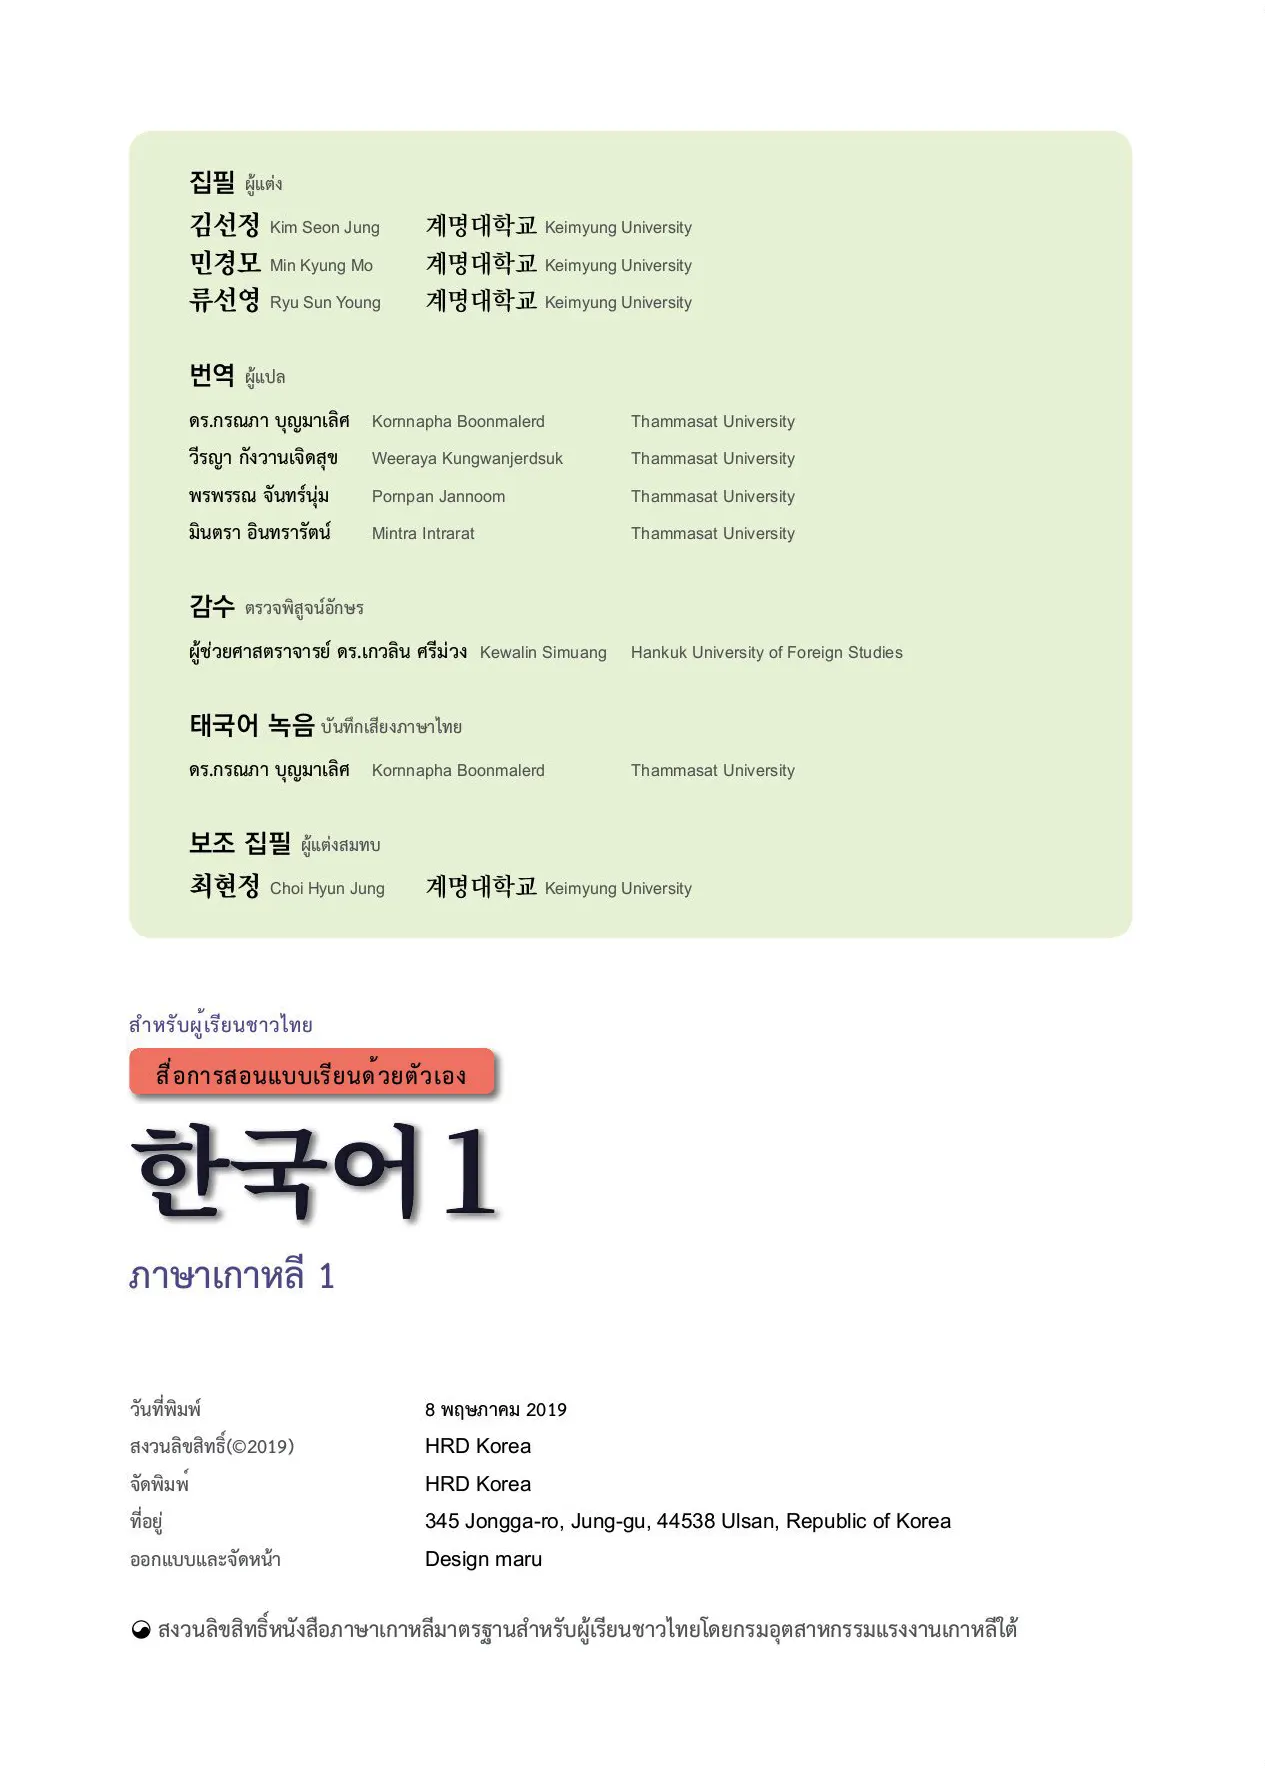 집필 ผู้แต่ง
김선정 Kim Seon Jung 계명대학교 Keimyung University
민경모 Min Kyung Mo 계명대학교 Keimyung University
류선영 Ryu Sun Young 계명대학교 Keimyung University
번역 ผู้แปล
ดร.กรณภา บุญมาเลิศ Kornnapha Boonmalerd Thammasat University
วีรญา กังวานเจิดสุข Weeraya Kungwanjerdsuk Thammasat University
พรพรรณ จันทร์นุ่ม Pornpan Jannoom Thammasat University
มินตรา อินทรารัตน์ Mintra Intrarat Thammasat University
감수 ตรวจพิสูจน์อักษร
ผู้ช่วยศาสตราจารย์ ดร.เกวลิน ศรีม่วง Kewalin Simuang Hankuk University of Foreign Studies
태국어 녹음 บันทึกเสียงภาษาไทย
ดร.กรณภา บุญมาเลิศ Kornnapha Boonmalerd Thammasat University
보조 집필 ผู้แต่งสมทบ
최현정 Choi Hyun Jung 계명대학교 Keimyung University
สำหรับผู้เรียนชาวไทย
สื่อการสอนแบบเรียนด้วยตัวเอง
한국어 1
ภาษาเกาหลี 1
วันที่พิมพ์ 8 พฤษภาคม 2019
สงวนลิขสิทธิ์(©2019) HRD Korea
จัดพิมพ์ HRD Korea
ที่อยู่ 345 Jongga-ro, Jung-gu, 44538 Ulsan, Republic of Korea
ออกแบบและจัดหน้า Design maru
สงวนลิขสิทธิ์หนังสือภาษาเกาหลีมาตรฐานสำหรับผู้เรียนชาวไทยโดยกรมอุตสาหกรรมแรงงานเกาหลีใต้